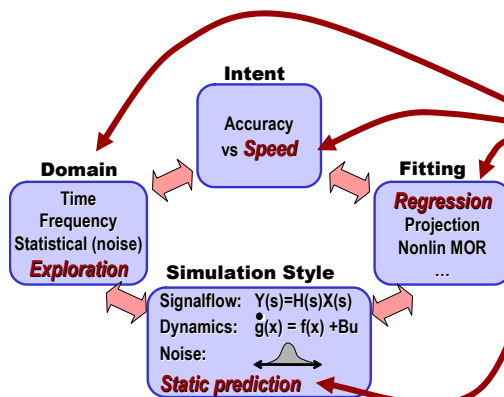 Intent
Accuracy
vs Speed
Domain
Time
Frequency
Statistical (noise)
Exploration
Fitting
Regression
Projection
Nonlin MOR
...
Simulation Style
Signalflow: Y(s)=H(s)X(s)
Dynamics: ġ(x) = f(x) +Bu
Noise:
Static prediction